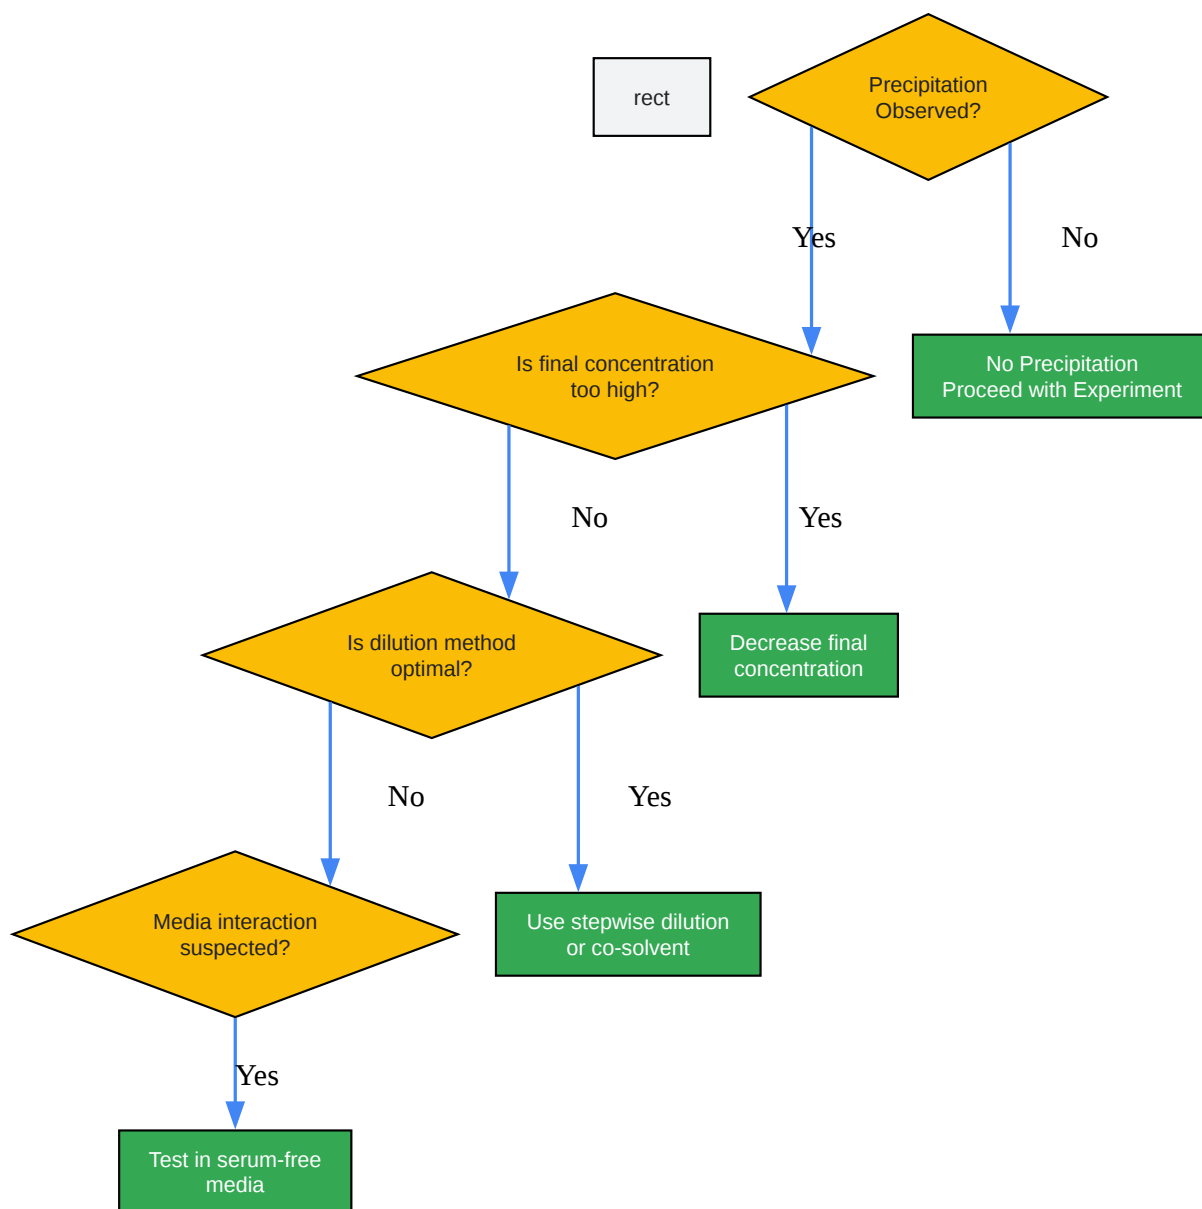 rect
Precipitation
Observed?
Yes
No
Is final concentration
too high?
No Precipitation
Proceed with Experiment
No
Yes
Is dilution method
optimal?
Decrease final
concentration
No
Yes
Media interaction
suspected?
Use stepwise dilution
or co-solvent
Yes
Test in serum-free
media